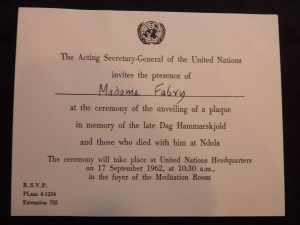 The Acting Secretary-General of the United Nations
invites the presence of
Madame Fabry
at the ceremony of the unveiling of a plaque
in memory of the late Dag Hammarskjold
and those who died with him at Ndola
The ceremony will take place at United Nations Headquarters
on 17 September 1962, at 10:30 a.m.,
in the foyer of the Meditation Room
R.S.V.P.
PLaza 4-1234
Extension 765